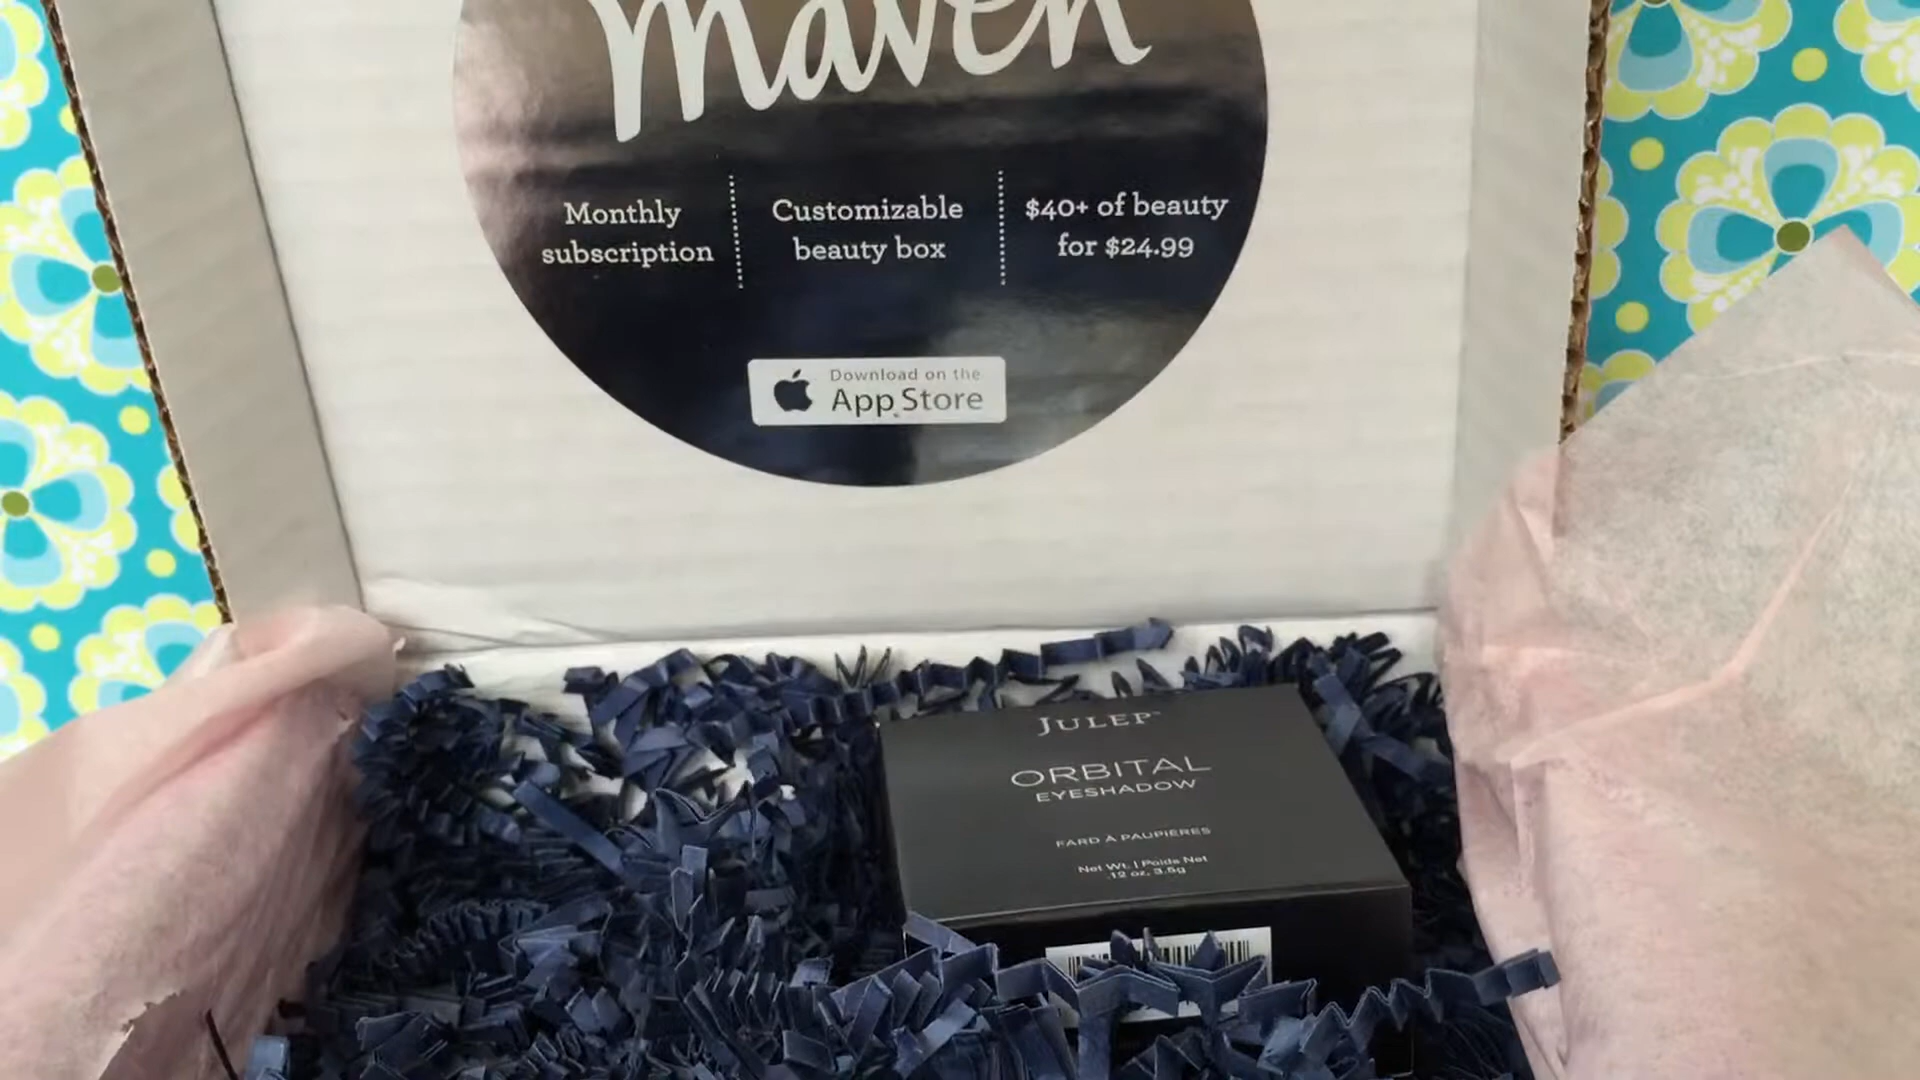 maven
Monthly
subscription
Customizable
beauty box
$40+ of beauty
for $24.99
Download on the
App Store
JULEP™
ORBITAL
EYESHADOW
FARD À PAUPIÈRES
Net Wt. | Poids Net
.12 oz, 3.5g